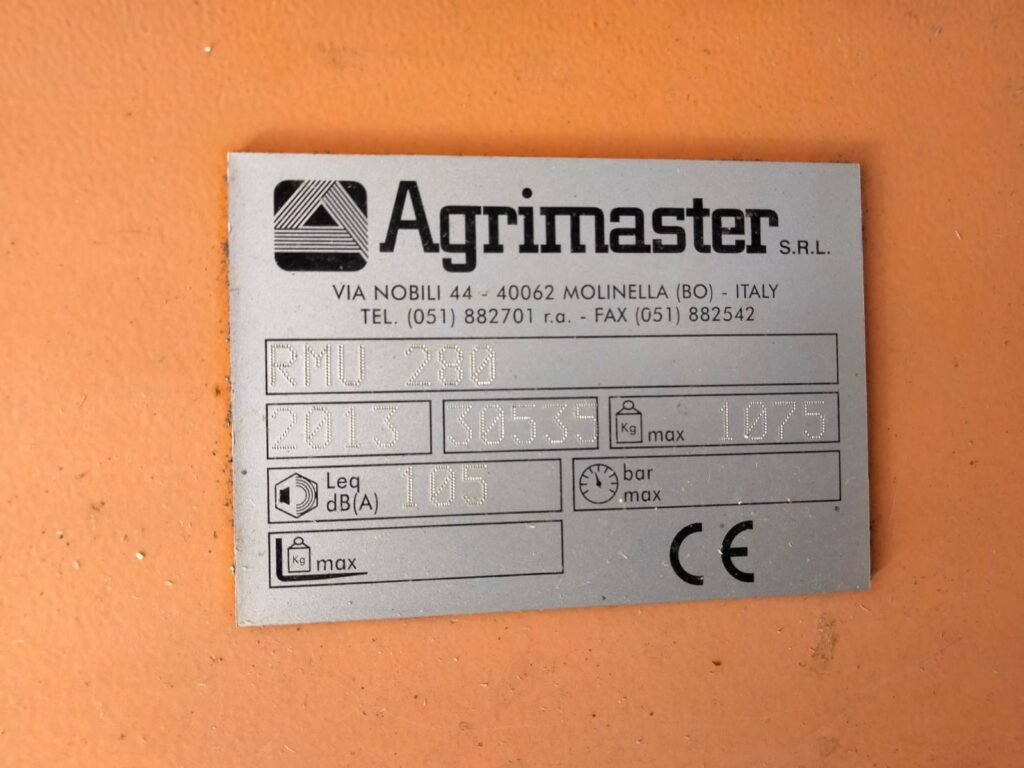 Agrimaster S.R.L.
VIA NOBILI 44 - 40062 MOLINELLA (BO) - ITALY
TEL. (051) 882701 r.a. - FAX (051) 882542
RMU 280
2013 30535 Kg max 1075
Leq dB(A) 105 bar max
Kg max CE